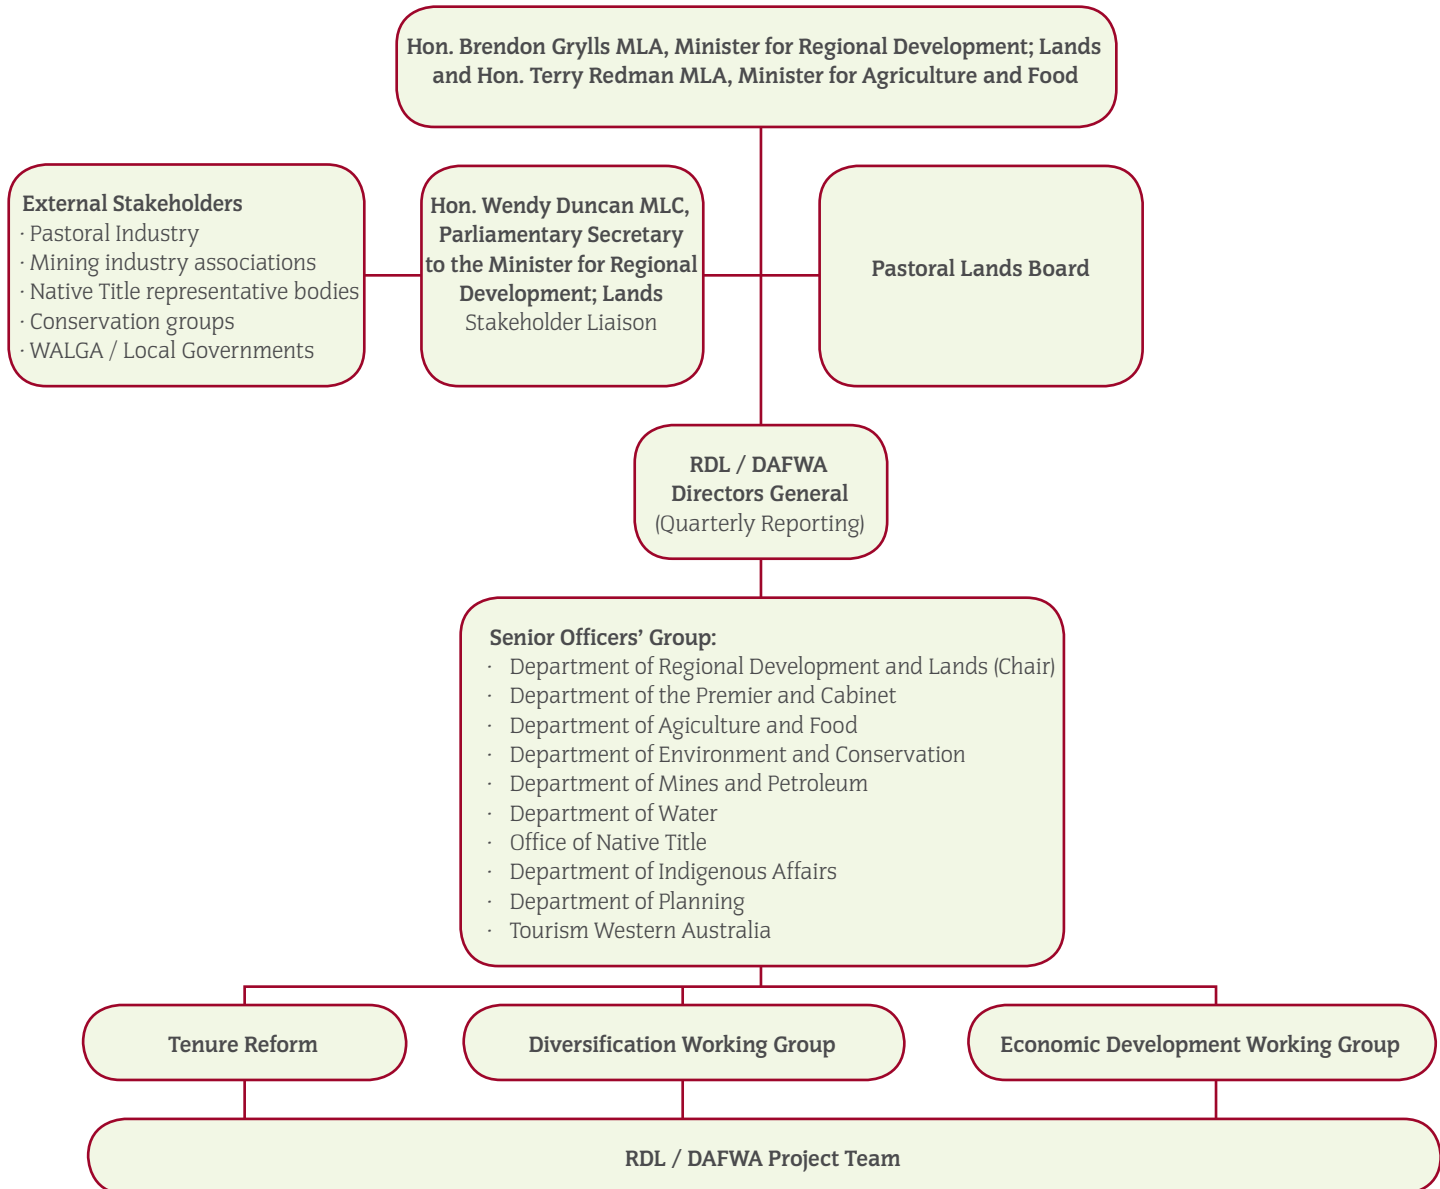 Hon. Brendon Grylls MLA, Minister for Regional Development; Lands
and Hon. Terry Redman MLA, Minister for Agriculture and Food
External Stakeholders
· Pastoral Industry
· Mining industry associations
· Native Title representative bodies
· Conservation groups
· WALGA / Local Governments
Hon. Wendy Duncan MLC,
Parliamentary Secretary
to the Minister for Regional
Development; Lands
Stakeholder Liaison
Pastoral Lands Board
RDL / DAFWA
Directors General
(Quarterly Reporting)
Senior Officers’ Group:
· Department of Regional Development and Lands (Chair)
· Department of the Premier and Cabinet
· Department of Agiculture and Food
· Department of Environment and Conservation
· Department of Mines and Petroleum
· Department of Water
· Office of Native Title
· Department of Indigenous Affairs
· Department of Planning
· Tourism Western Australia
Tenure Reform
Diversification Working Group
Economic Development Working Group
RDL / DAFWA Project Team